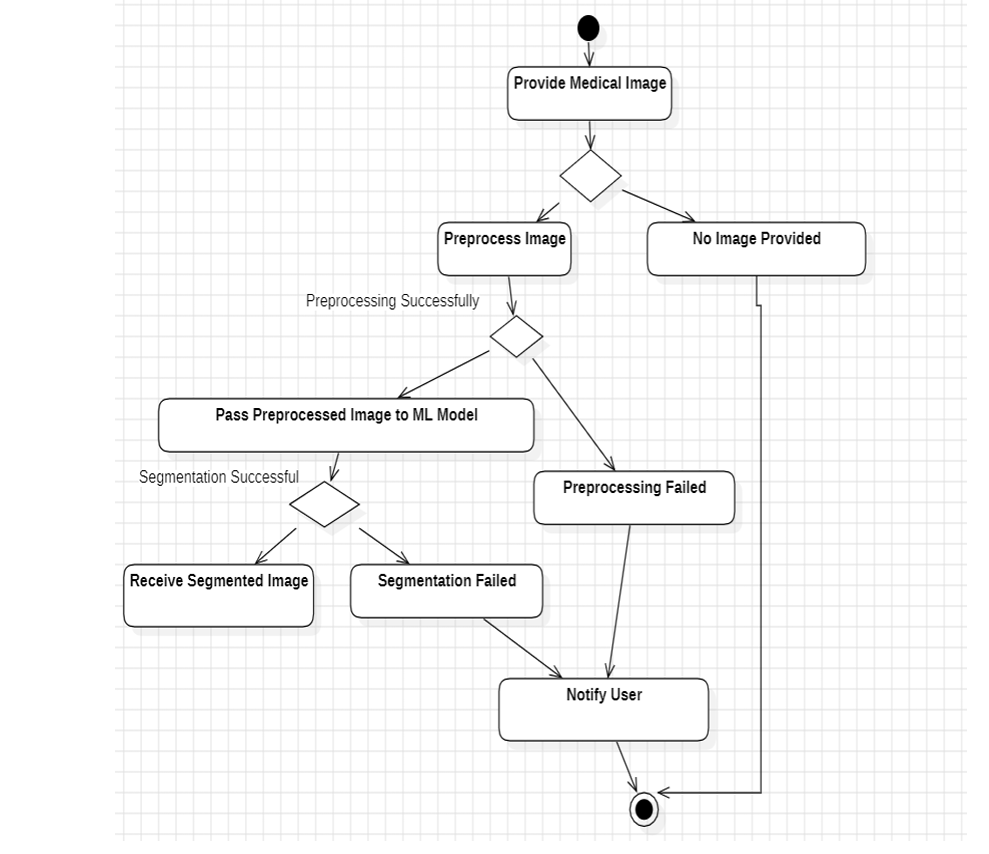 Provide Medical Image
Preprocess Image
No Image Provided
Preprocessing Successfully
Pass Preprocessed Image to ML Model
Segmentation Successful
Preprocessing Failed
Receive Segmented Image
Segmentation Failed
Notify User